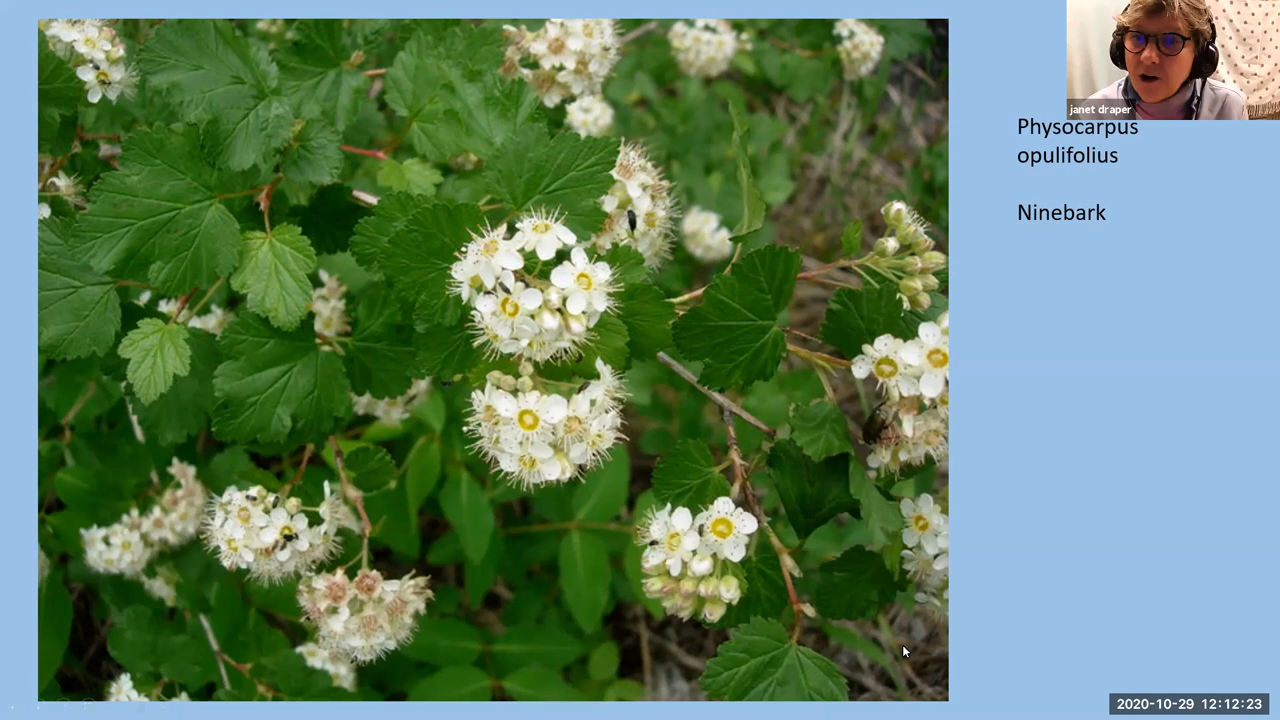 janet draper
Physocarpus
opulifolius
Ninebark
2020-10-29 12:12:23